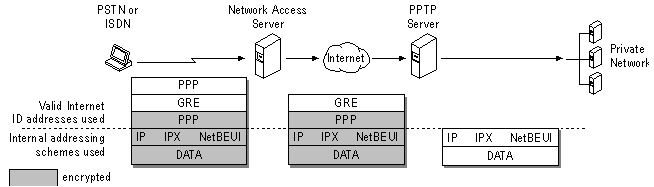 PSTN or
ISDN
Network Access
Server
PPTP
Server
Internet
Private
Network
PPP
GRE
PPP
IP IPX NetBEUI
DATA
GRE
PPP
IP IPX NetBEUI
DATA
IP IPX NetBEUI
DATA
Valid Internet
ID addresses used
Internal addressing
schemes used
encrypted